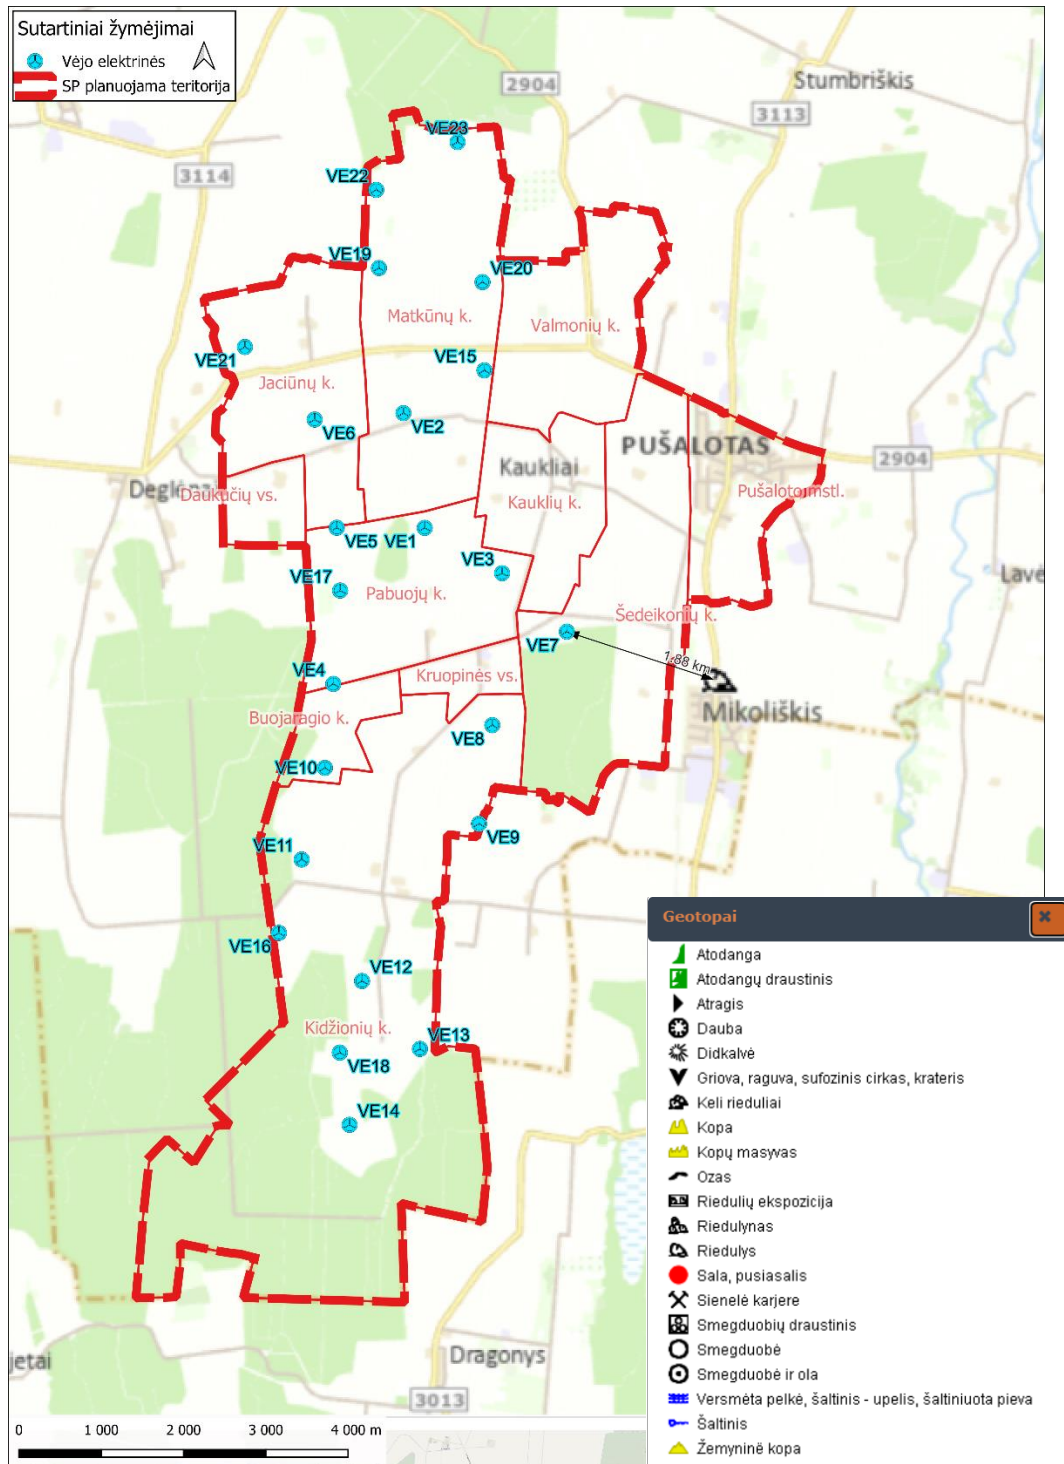 Sutartiniai žymėjimai
Vėjo elektrinės
SP planuojama teritorija
2904
Stumbriškis
3113
VE23
3114
VE22
VE19
VE20
Matkūnų k.
Valmonių k.
VE21
VE15
Jaciūnų k.
VE6
VE2
PUŠALOTAS
Kaukliai
2904
Daukučių vs.
Kauklių k.
Pušaloto mstl.
VE5
VE1
VE3
VE17
Pabuojų k.
Lavė
Šedeikonių k.
VE7
1,88 km
VE4
Kruopinės vs.
Buojaragio k.
Mikoliškis
VE8
VE10
VE9
VE11
VE16
VE12
Kidžionių k.
VE13
VE18
VE14
jetai
Dragonys
3013
0 1 000 2 000 3 000 4 000 m
Geotopai
Atodanga
Atodangų draustinis
Atragis
Dauba
Didkalvė
Griova, raguva, sufozinis cirkas, krateris
Keli rieduliai
Kopa
Kopų masyvas
Ozas
Riedulių ekspozicija
Riedulynas
Riedulys
Sala, pusiasalis
Sienelė karjere
Smegduobių draustinis
Smegduobė
Smegduobė ir ola
Versmėta pelkė, šaltinis - upelis, šaltiniuota pieva
Šaltinis
Žemyninė kopa